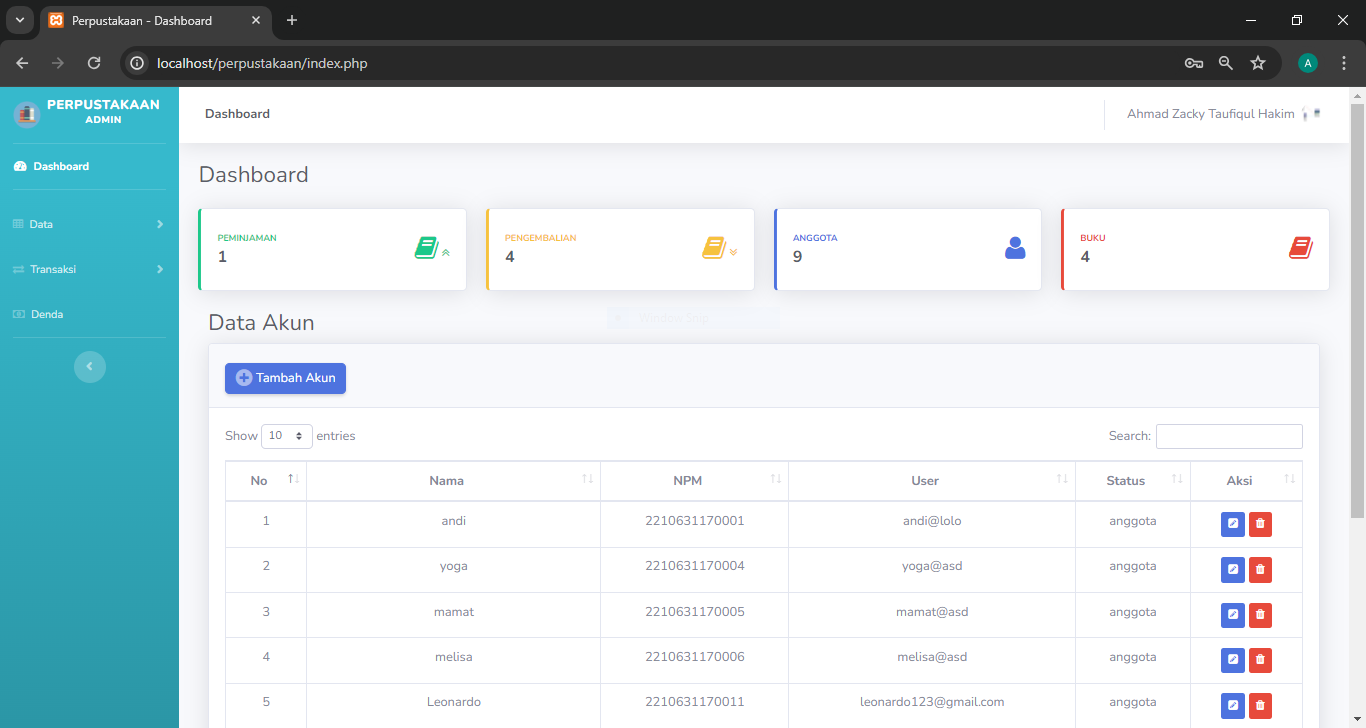 Perpustakaan - Dashboard
localhost/perpustakaan/index.php
A
PERPUSTAKAAN
ADMIN
Dashboard
Data
Transaksi
Denda
Dashboard
Ahmad Zacky Taufiqul Hakim
Dashboard
PEMINJAMAN
1
PENGEMBALIAN
4
ANGGOTA
9
BUKU
4
Data Akun
Tambah Akun
Show 10 entries
Search:
No Nama NPM User Status Aksi
1 andi 2210631170001 andi@lolo anggota
2 yoga 2210631170004 yoga@asd anggota
3 mamat 2210631170005 mamat@asd anggota
4 melisa 2210631170006 melisa@asd anggota
5 Leonardo 2210631170011 leonardo123@gmail.com anggota